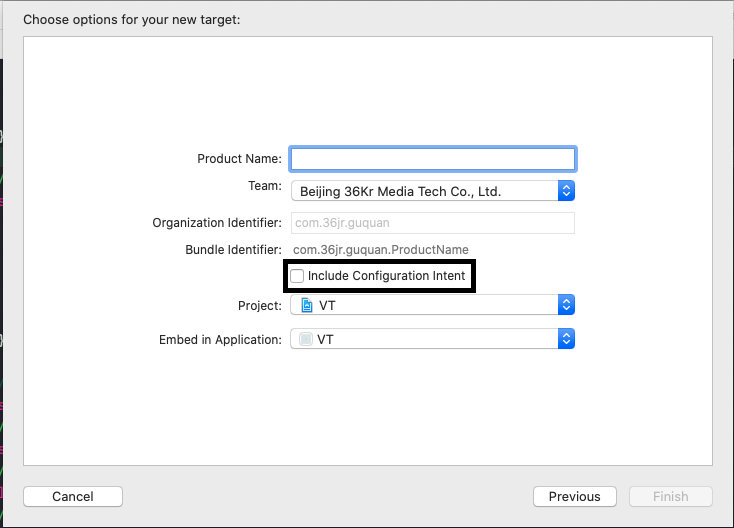 Choose options for your new target:
Product Name:
Team: Beijing 36Kr Media Tech Co., Ltd.
Organization Identifier: com.36jr.guquan
Bundle Identifier: com.36jr.guquan.ProductName
Include Configuration Intent
Project: VT
Embed in Application: VT
Cancel Previous Finish